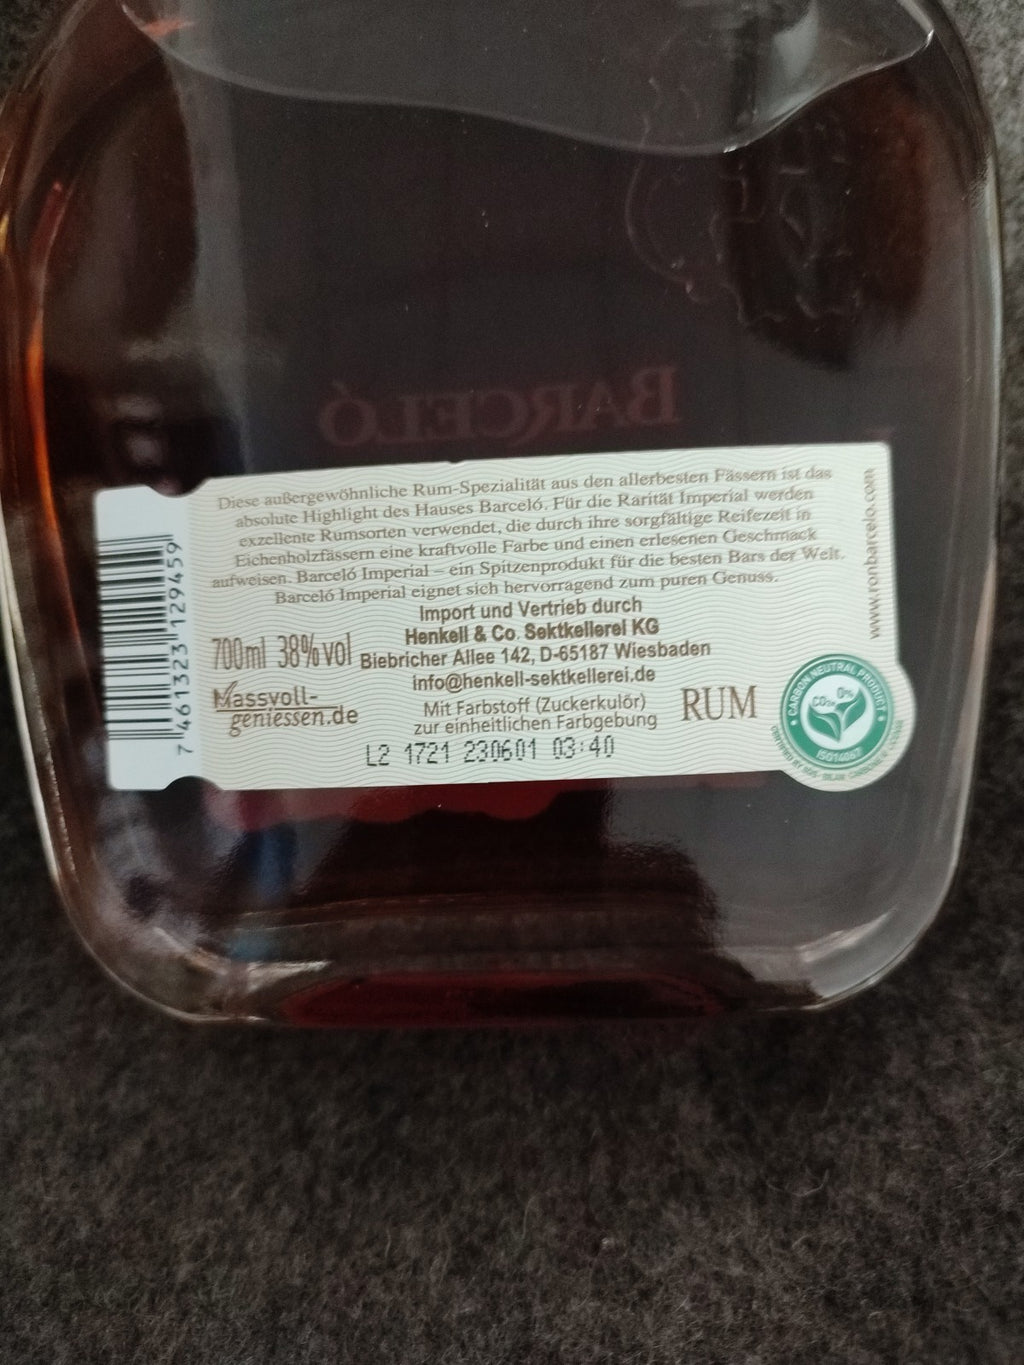 BARCELÓ
Diese außergewöhnliche Rum-Spezialität aus den allerbesten Fässern ist das
absolute Highlight des Hauses Barceló. Für die Rarität Imperial werden
exzellente Rumsorten verwendet, die durch ihre sorgfältige Reifezeit in
Eichenholzfässern eine kraftvolle Farbe und einen erlesenen Geschmack
aufweisen. Barceló Imperial – ein Spitzenprodukt für die besten Bars der Welt.
Barceló Imperial eignet sich hervorragend zum puren Genuss.
Import und Vertrieb durch
Henkell & Co. Sektkellerei KG
Biebricher Allee 142, D-65187 Wiesbaden
info@henkell-sektkellerei.de
Mit Farbstoff (Zuckerkulör)
zur einheitlichen Farbgebung
L2 1721 230601 03:40
700ml 38%vol
Massvoll-
geniessen.de
RUM
www.ronbarcelo.com
CARBON NEUTRAL PRODUCT
CO2e 0%
ISO14067
CERTIFIED BY
7 461323 129459